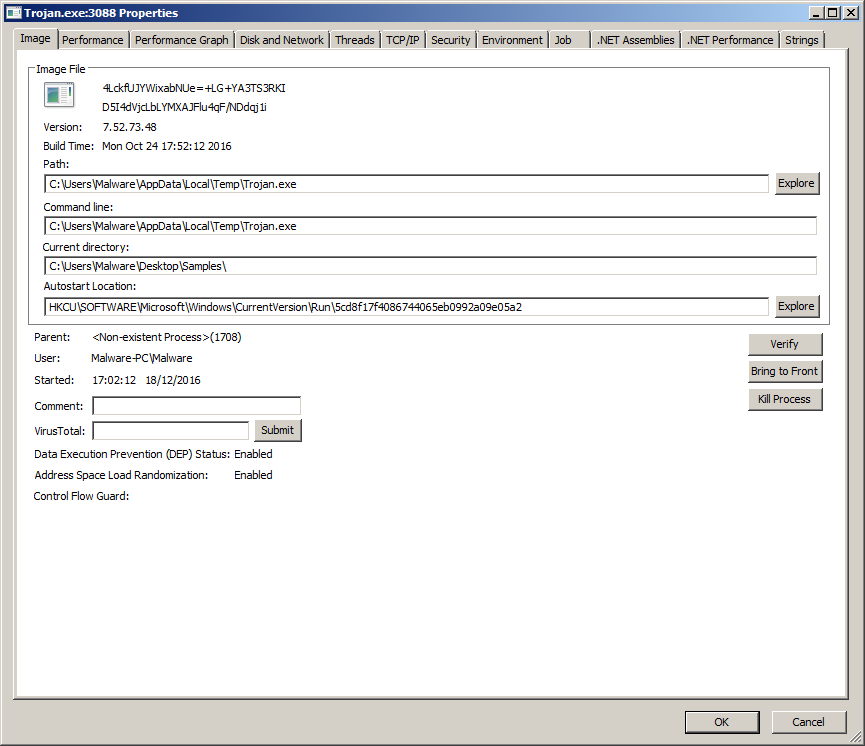 Trojan.exe:3088 Properties
Image Performance Performance Graph Disk and Network Threads TCP/IP Security Environment Job .NET Assemblies .NET Performance Strings
Image File
4LckfUJYWixabNUe=+LG+YA3TS3RKI
D5I4dVjcLbLYMXAJFlu4qF/NDdqj1i
Version: 7.52.73.48
Build Time: Mon Oct 24 17:52:12 2016
Path:
C:\Users\Malware\AppData\Local\Temp\Trojan.exe Explore
Command line:
C:\Users\Malware\AppData\Local\Temp\Trojan.exe
Current directory:
C:\Users\Malware\Desktop\Samples\
Autostart Location:
HKCU\SOFTWARE\Microsoft\Windows\CurrentVersion\Run\5cd8f17f4086744065eb0992a09e05a2 Explore
Parent: <Non-existent Process>(1708) Verify
User: Malware-PC\Malware
Bring to Front
Started: 17:02:12 18/12/2016
Kill Process
Comment:
VirusTotal: Submit
Data Execution Prevention (DEP) Status: Enabled
Address Space Load Randomization: Enabled
Control Flow Guard:
OK Cancel